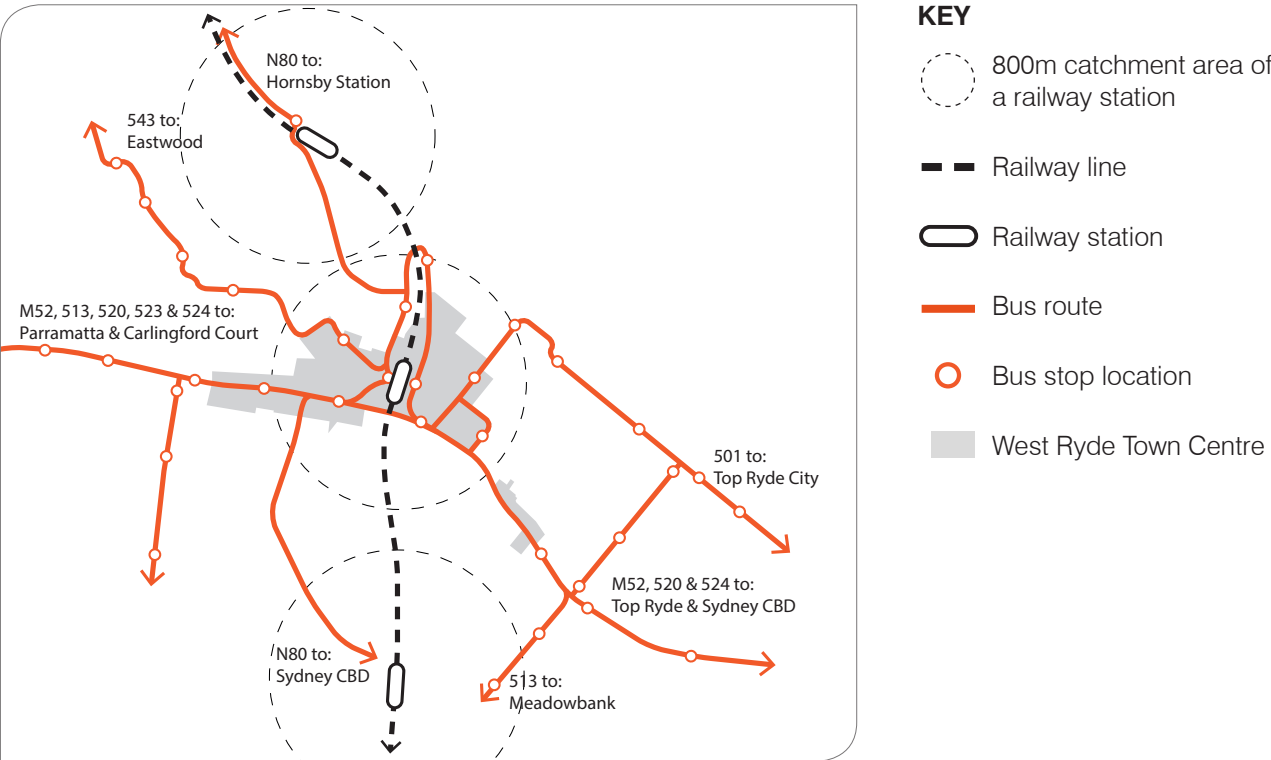 N80 to:
Hornsby Station
543 to:
Eastwood
M52, 513, 520, 523 & 524 to:
Parramatta & Carlingford Court
501 to:
Top Ryde City
M52, 520 & 524 to:
Top Ryde & Sydney CBD
N80 to:
Sydney CBD
513 to:
Meadowbank
KEY
800m catchment area of
a railway station
Railway line
Railway station
Bus route
Bus stop location
West Ryde Town Centre